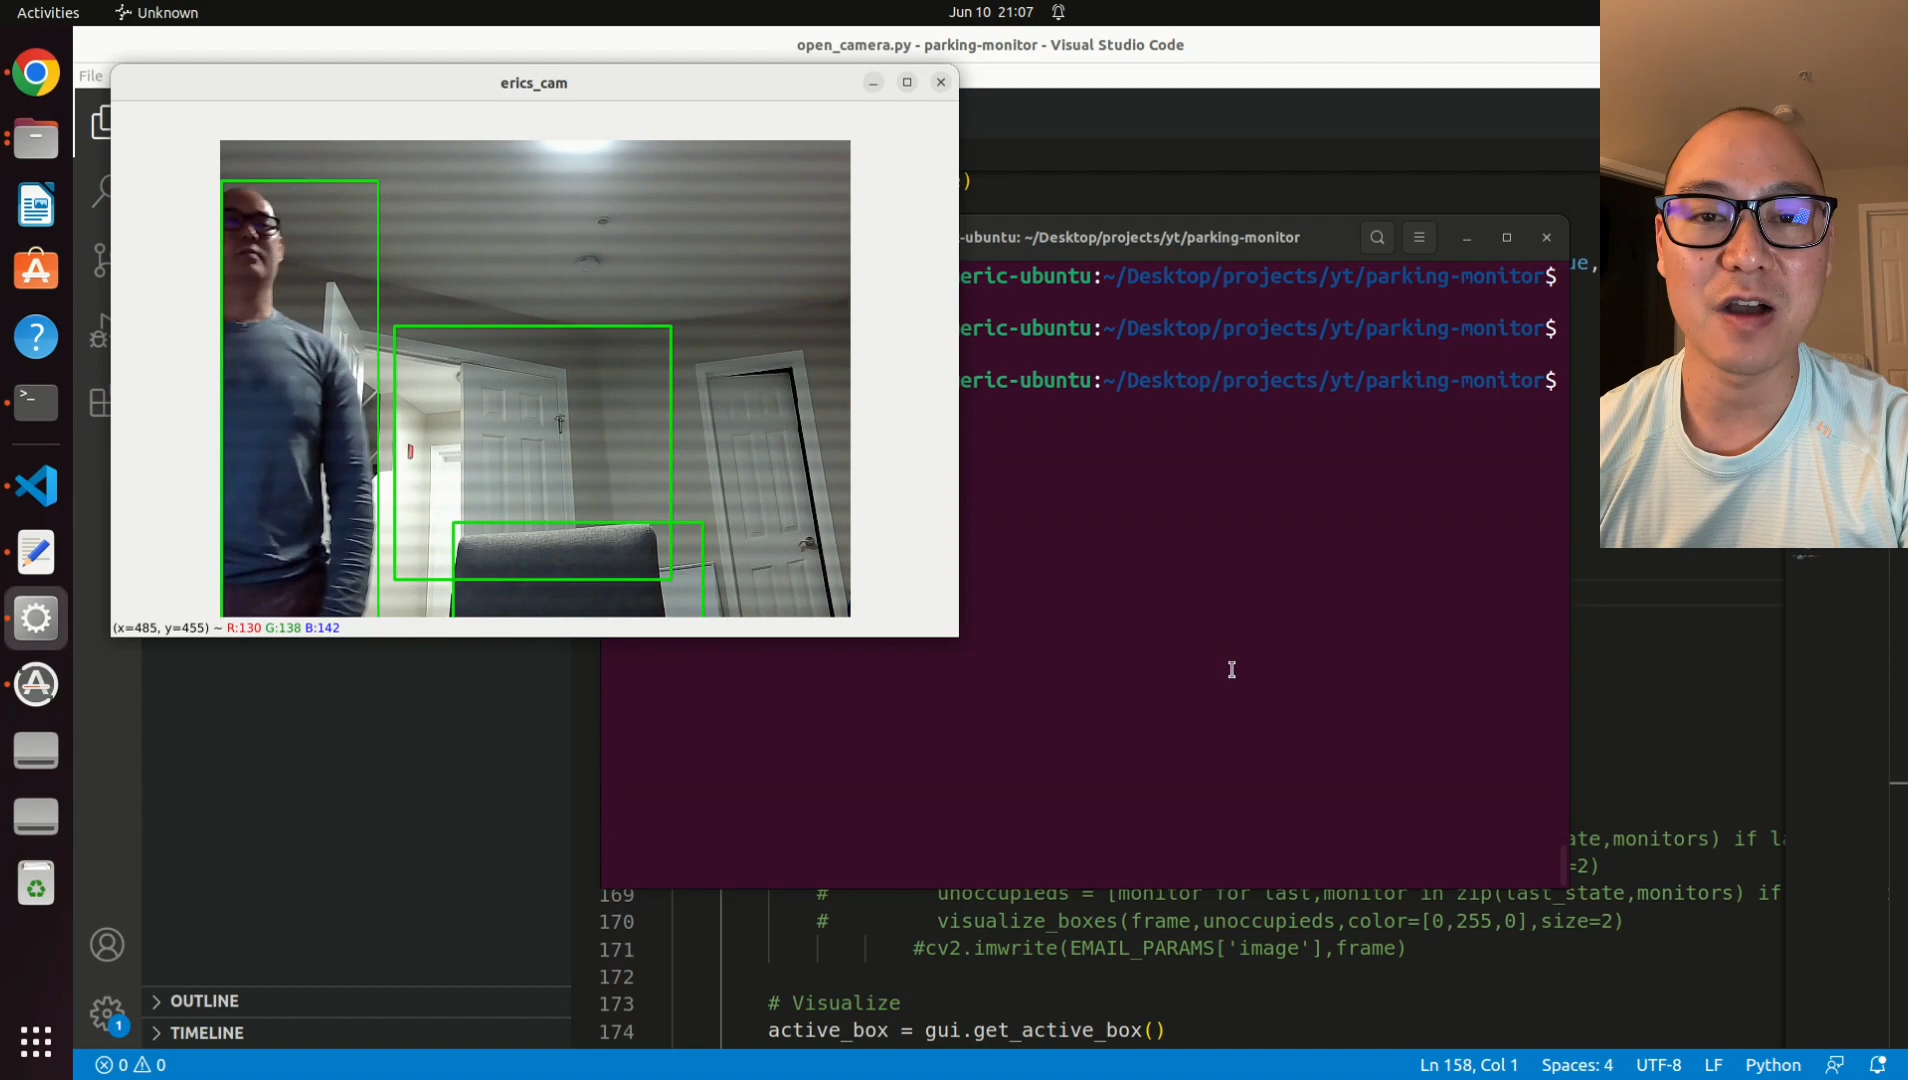 Activities
Unknown
Jun 10 21:07
open_camera.py - parking-monitor - Visual Studio Code
File
erics_cam
)
-ubuntu: ~/Desktop/projects/yt/parking-monitor
ue,
eric-ubuntu:~/Desktop/projects/yt/parking-monitor$
eric-ubuntu:~/Desktop/projects/yt/parking-monitor$
eric-ubuntu:~/Desktop/projects/yt/parking-monitor$
(x=485, y=455) ~ R:130 G:138 B:142
ate,monitors) if la
=2)
169 # unoccupieds = [monitor for last,monitor in zip(last_state,monitors) if
170 # visualize_boxes(frame,unoccupieds,color=[0,255,0],size=2)
171 #cv2.imwrite(EMAIL_PARAMS['image'],frame)
172
173 # Visualize
174 active_box = gui.get_active_box()
OUTLINE
1
TIMELINE
0 0
Ln 158, Col 1
Spaces: 4
UTF-8
LF
Python